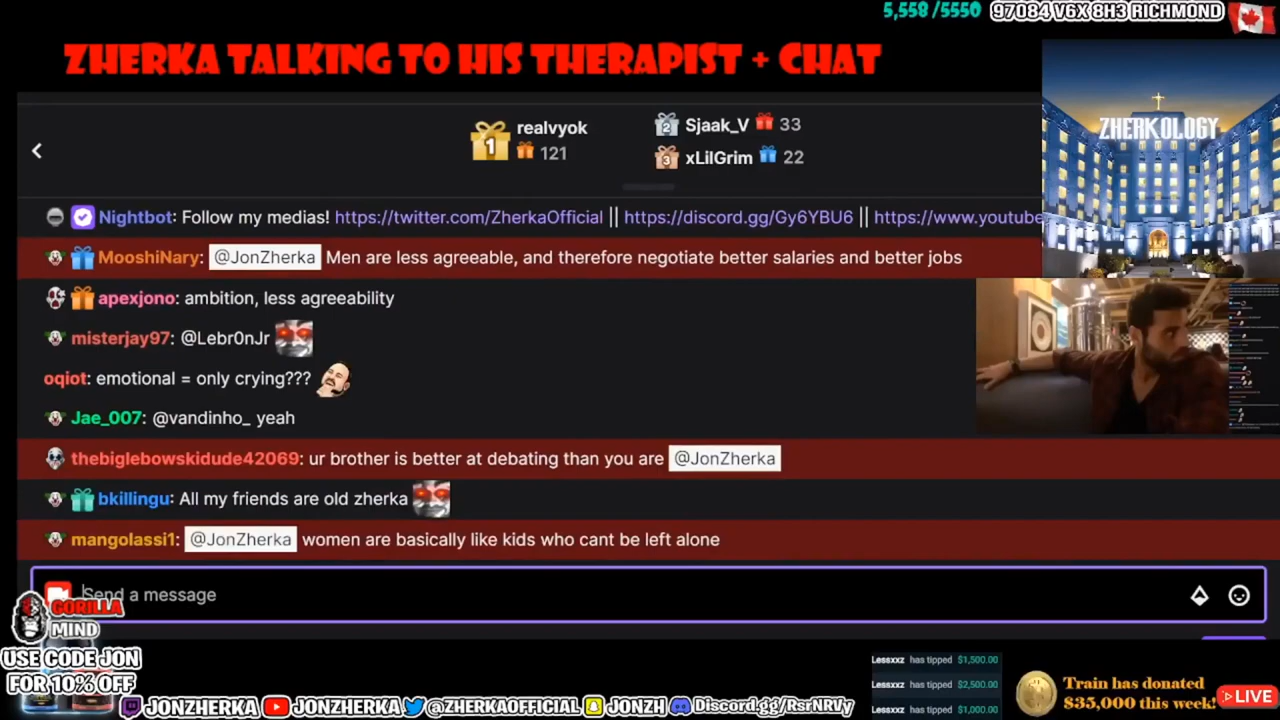 5,558 /5550
97084 V6X 8H3 RICHMOND
ZHERKA TALKING TO HIS THERAPIST + CHAT
ZHERKOLOGY
1
realvyok
121
2 Sjaak_V 33
3 xLilGrim 22
Nightbot: Follow my medias! https://twitter.com/ZherkaOfficial || https://discord.gg/Gy6YBU6 || https://www.youtube
MooshiNary: @JonZherka Men are less agreeable, and therefore negotiate better salaries and better jobs
apexjono: ambition, less agreeability
misterjay97: @Lebr0nJr
oqiot: emotional = only crying???
Jae_007: @vandinho_ yeah
thebiglebowskidude42069: ur brother is better at debating than you are @JonZherka
bkillingu: All my friends are old zherka
mangolassi1: @JonZherka women are basically like kids who cant be left alone
Send a message
GORILLA
MIND
USE CODE JON
FOR 10% OFF
JONZHERKA JONZHERKA @ZHERKAOFFICIAL JONZH Discord.gg/RsrNRVy
Lessxxz has tipped $1,500.00
Lessxxz has tipped $2,500.00
Lessxxz has tipped $1,000.00
Train has donated
$35,000 this week!
LIVE